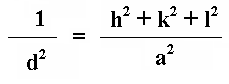 1/d² = (h² + k² + l²)/a²